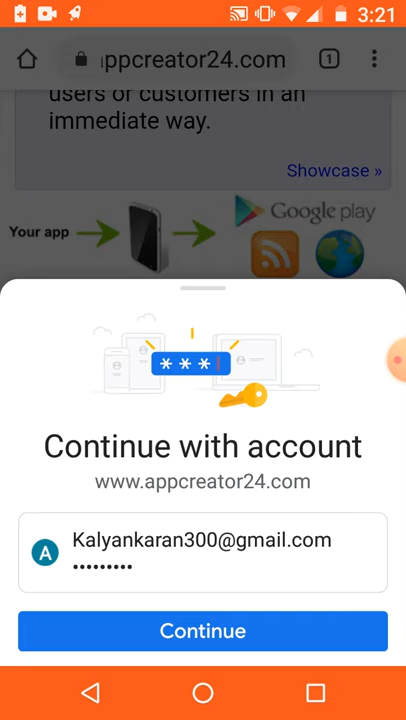 3:21
appcreator24.com
1
users or customers in an
immediate way.
Showcase »
Your app
Google play
***
Continue with account
www.appcreator24.com
A
Kalyankaran300@gmail.com
•••••••••
Continue